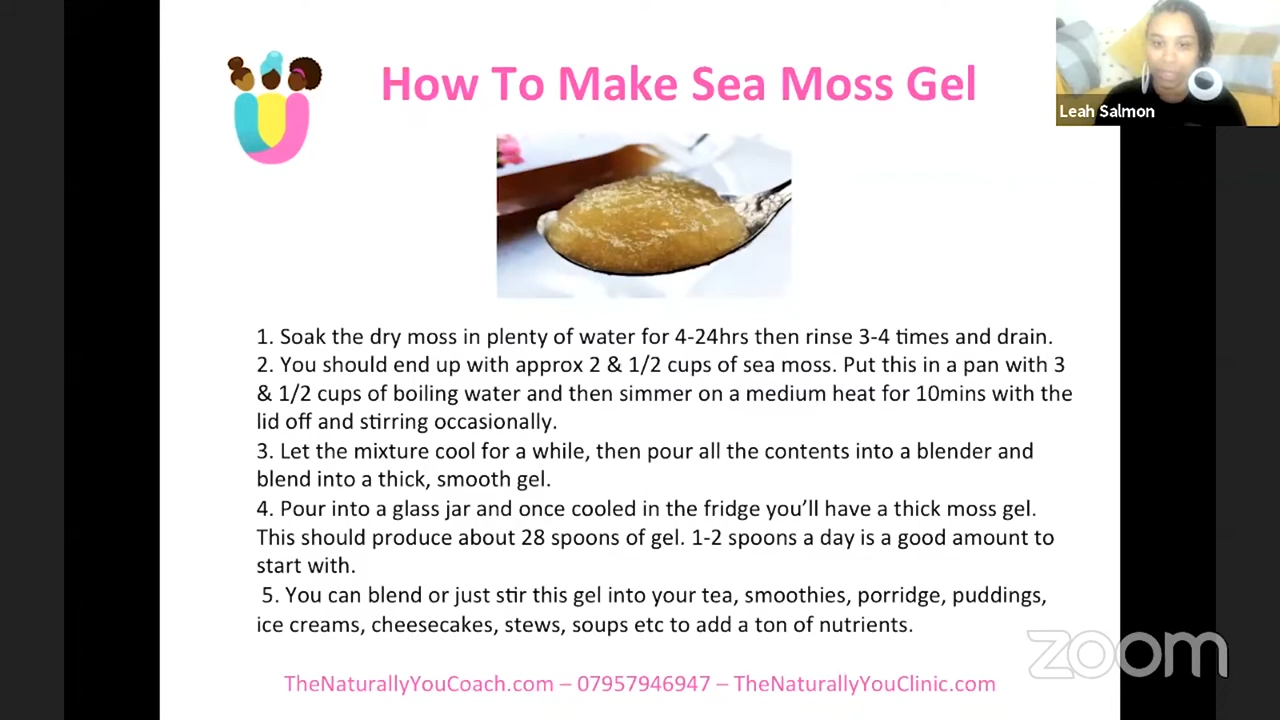 How To Make Sea Moss Gel
Leah Salmon
1. Soak the dry moss in plenty of water for 4-24hrs then rinse 3-4 times and drain.
2. You should end up with approx 2 & 1/2 cups of sea moss. Put this in a pan with 3
& 1/2 cups of boiling water and then simmer on a medium heat for 10mins with the
lid off and stirring occasionally.
3. Let the mixture cool for a while, then pour all the contents into a blender and
blend into a thick, smooth gel.
4. Pour into a glass jar and once cooled in the fridge you’ll have a thick moss gel.
This should produce about 28 spoons of gel. 1-2 spoons a day is a good amount to
start with.
5. You can blend or just stir this gel into your tea, smoothies, porridge, puddings,
ice creams, cheesecakes, stews, soups etc to add a ton of nutrients.
zoom
TheNaturallyYouCoach.com – 07957946947 – TheNaturallyYouClinic.com